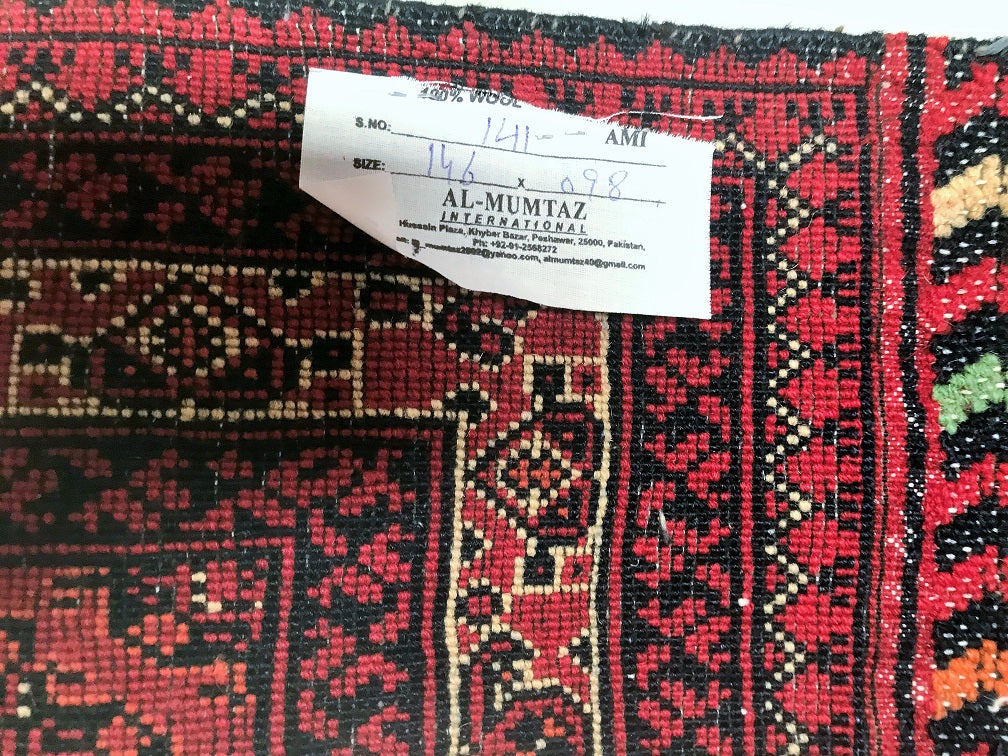 100% WOOL
S.NO: 141-- AMI
SIZE: 146 x 098
AL-MUMTAZ
INTERNATIONAL
Hussain Plaza, Khyber Bazar, Peshawar, 25000, Pakistan.
Ph: +92-91-2568272
mumtaz2002@yahoo.com, almumtaz40@gmail.com